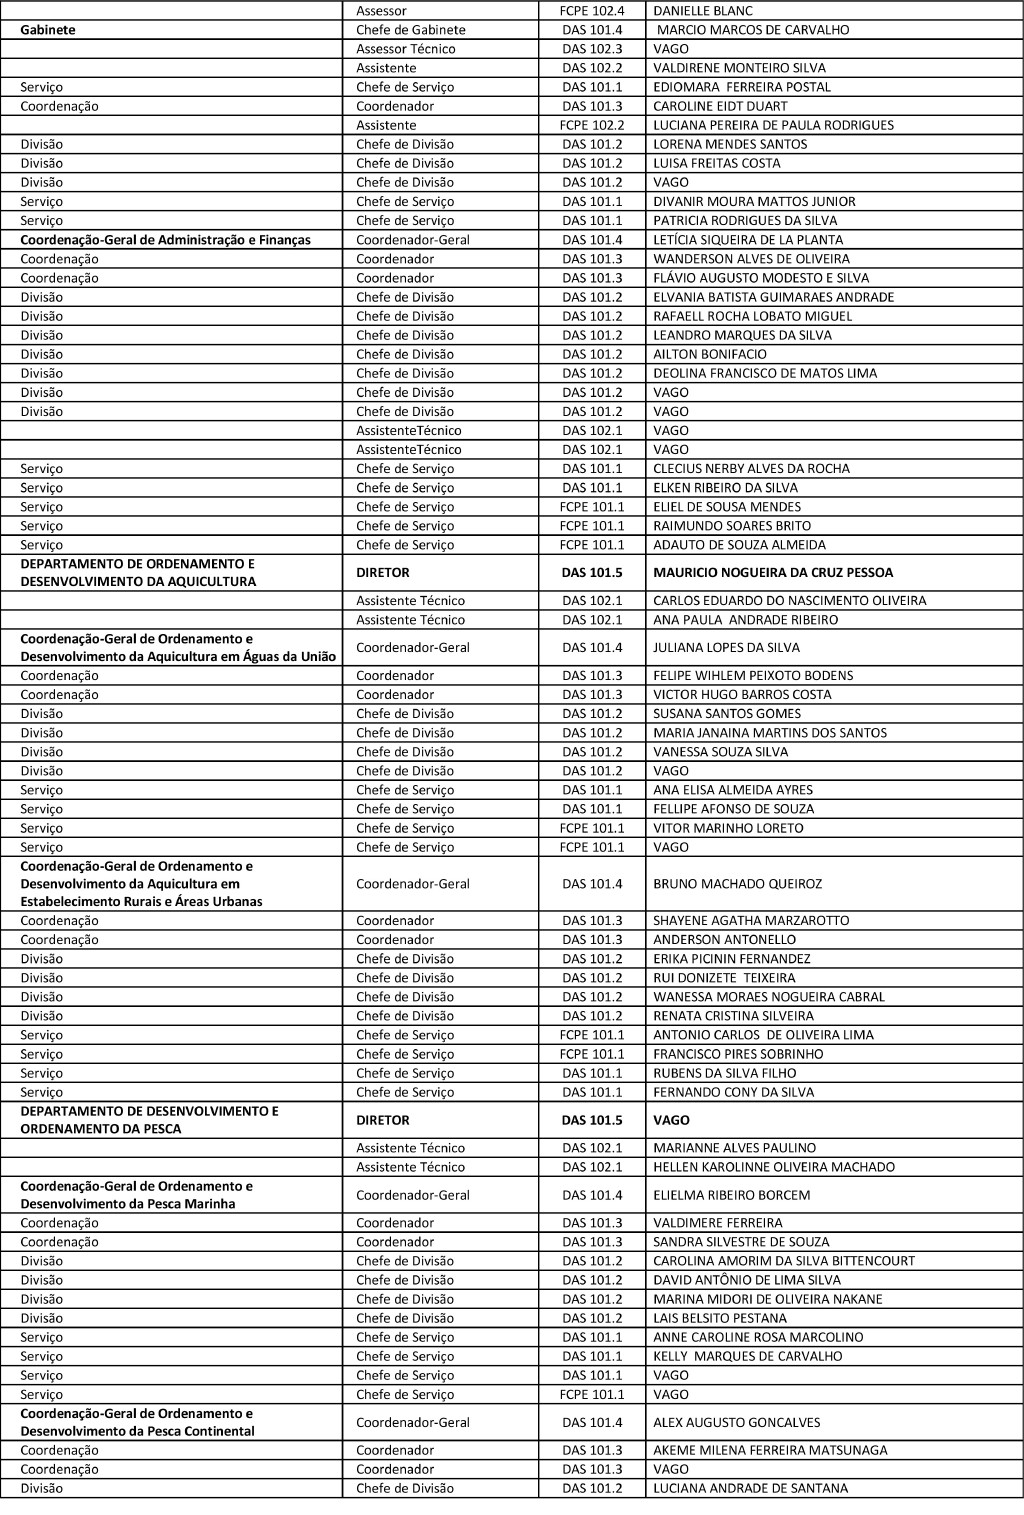 Assessor FCPE 102.4 DANIELLE BLANC
Gabinete Chefe de Gabinete DAS 101.4 MARCIO MARCOS DE CARVALHO
Assessor Técnico DAS 102.3 VAGO
Assistente DAS 102.2 VALDIRENE MONTEIRO SILVA
Serviço Chefe de Serviço DAS 101.1 EDIOMARA FERREIRA POSTAL
Coordenação Coordenador DAS 101.3 CAROLINE EIDT DUART
Assistente FCPE 102.2 LUCIANA PEREIRA DE PAULA RODRIGUES
Divisão Chefe de Divisão DAS 101.2 LORENA MENDES SANTOS
Divisão Chefe de Divisão DAS 101.2 LUISA FREITAS COSTA
Divisão Chefe de Divisão DAS 101.2 VAGO
Serviço Chefe de Serviço DAS 101.1 DIVANIR MOURA MATTOS JUNIOR
Serviço Chefe de Serviço DAS 101.1 PATRICIA RODRIGUES DA SILVA
Coordenação-Geral de Administração e Finanças Coordenador-Geral DAS 101.4 LETÍCIA SIQUEIRA DE LA PLANTA
Coordenação Coordenador DAS 101.3 WANDERSON ALVES DE OLIVEIRA
Coordenação Coordenador DAS 101.3 FLÁVIO AUGUSTO MODESTO E SILVA
Divisão Chefe de Divisão DAS 101.2 ELVANIA BATISTA GUIMARAES ANDRADE
Divisão Chefe de Divisão DAS 101.2 RAFAELL ROCHA LOBATO MIGUEL
Divisão Chefe de Divisão DAS 101.2 LEANDRO MARQUES DA SILVA
Divisão Chefe de Divisão DAS 101.2 AILTON BONIFACIO
Divisão Chefe de Divisão DAS 101.2 DEOLINA FRANCISCO DE MATOS LIMA
Divisão Chefe de Divisão DAS 101.2 VAGO
Divisão Chefe de Divisão DAS 101.2 VAGO
AssistenteTécnico DAS 102.1 VAGO
AssistenteTécnico DAS 102.1 VAGO
Serviço Chefe de Serviço DAS 101.1 CLECIUS NERBY ALVES DA ROCHA
Serviço Chefe de Serviço DAS 101.1 ELKEN RIBEIRO DA SILVA
Serviço Chefe de Serviço FCPE 101.1 ELIEL DE SOUSA MENDES
Serviço Chefe de Serviço FCPE 101.1 RAIMUNDO SOARES BRITO
Serviço Chefe de Serviço FCPE 101.1 ADAUTO DE SOUZA ALMEIDA
DEPARTAMENTO DE ORDENAMENTO E
DESENVOLVIMENTO DA AQUICULTURA DIRETOR DAS 101.5 MAURICIO NOGUEIRA DA CRUZ PESSOA
Assistente Técnico DAS 102.1 CARLOS EDUARDO DO NASCIMENTO OLIVEIRA
Assistente Técnico DAS 102.1 ANA PAULA ANDRADE RIBEIRO
Coordenação-Geral de Ordenamento e
Desenvolvimento da Aquicultura em Águas da União Coordenador-Geral DAS 101.4 JULIANA LOPES DA SILVA
Coordenação Coordenador DAS 101.3 FELIPE WIHLEM PEIXOTO BODENS
Coordenação Coordenador DAS 101.3 VICTOR HUGO BARROS COSTA
Divisão Chefe de Divisão DAS 101.2 SUSANA SANTOS GOMES
Divisão Chefe de Divisão DAS 101.2 MARIA JANAINA MARTINS DOS SANTOS
Divisão Chefe de Divisão DAS 101.2 VANESSA SOUZA SILVA
Divisão Chefe de Divisão DAS 101.2 VAGO
Serviço Chefe de Serviço DAS 101.1 ANA ELISA ALMEIDA AYRES
Serviço Chefe de Serviço DAS 101.1 FELLIPE AFONSO DE SOUZA
Serviço Chefe de Serviço FCPE 101.1 VITOR MARINHO LORETO
Serviço Chefe de Serviço FCPE 101.1 VAGO
Coordenação-Geral de Ordenamento e
Desenvolvimento da Aquicultura em Coordenador-Geral DAS 101.4 BRUNO MACHADO QUEIROZ
Estabelecimento Rurais e Áreas Urbanas
Coordenação Coordenador DAS 101.3 SHAYENE AGATHA MARZAROTTO
Coordenação Coordenador DAS 101.3 ANDERSON ANTONELLO
Divisão Chefe de Divisão DAS 101.2 ERIKA PICININ FERNANDEZ
Divisão Chefe de Divisão DAS 101.2 RUI DONIZETE TEIXEIRA
Divisão Chefe de Divisão DAS 101.2 WANESSA MORAES NOGUEIRA CABRAL
Divisão Chefe de Divisão DAS 101.2 RENATA CRISTINA SILVEIRA
Serviço Chefe de Serviço FCPE 101.1 ANTONIO CARLOS DE OLIVEIRA LIMA
Serviço Chefe de Serviço FCPE 101.1 FRANCISCO PIRES SOBRINHO
Serviço Chefe de Serviço DAS 101.1 RUBENS DA SILVA FILHO
Serviço Chefe de Serviço DAS 101.1 FERNANDO CONY DA SILVA
DEPARTAMENTO DE DESENVOLVIMENTO E
ORDENAMENTO DA PESCA DIRETOR DAS 101.5 VAGO
Assistente Técnico DAS 102.1 MARIANNE ALVES PAULINO
Assistente Técnico DAS 102.1 HELLEN KAROLINNE OLIVEIRA MACHADO
Coordenação-Geral de Ordenamento e
Desenvolvimento da Pesca Marinha Coordenador-Geral DAS 101.4 ELIELMA RIBEIRO BORCEM
Coordenação Coordenador DAS 101.3 VALDIMERE FERREIRA
Coordenação Coordenador DAS 101.3 SANDRA SILVESTRE DE SOUZA
Divisão Chefe de Divisão DAS 101.2 CAROLINA AMORIM DA SILVA BITTENCOURT
Divisão Chefe de Divisão DAS 101.2 DAVID ANTÔNIO DE LIMA SILVA
Divisão Chefe de Divisão DAS 101.2 MARINA MIDORI DE OLIVEIRA NAKANE
Divisão Chefe de Divisão DAS 101.2 LAIS BELSITO PESTANA
Serviço Chefe de Serviço DAS 101.1 ANNE CAROLINE ROSA MARCOLINO
Serviço Chefe de Serviço DAS 101.1 KELLY MARQUES DE CARVALHO
Serviço Chefe de Serviço DAS 101.1 VAGO
Serviço Chefe de Serviço FCPE 101.1 VAGO
Coordenação-Geral de Ordenamento e
Desenvolvimento da Pesca Continental Coordenador-Geral DAS 101.4 ALEX AUGUSTO GONCALVES
Coordenação Coordenador DAS 101.3 AKEME MILENA FERREIRA MATSUNAGA
Coordenação Coordenador DAS 101.3 VAGO
Divisão Chefe de Divisão DAS 101.2 LUCIANA ANDRADE DE SANTANA